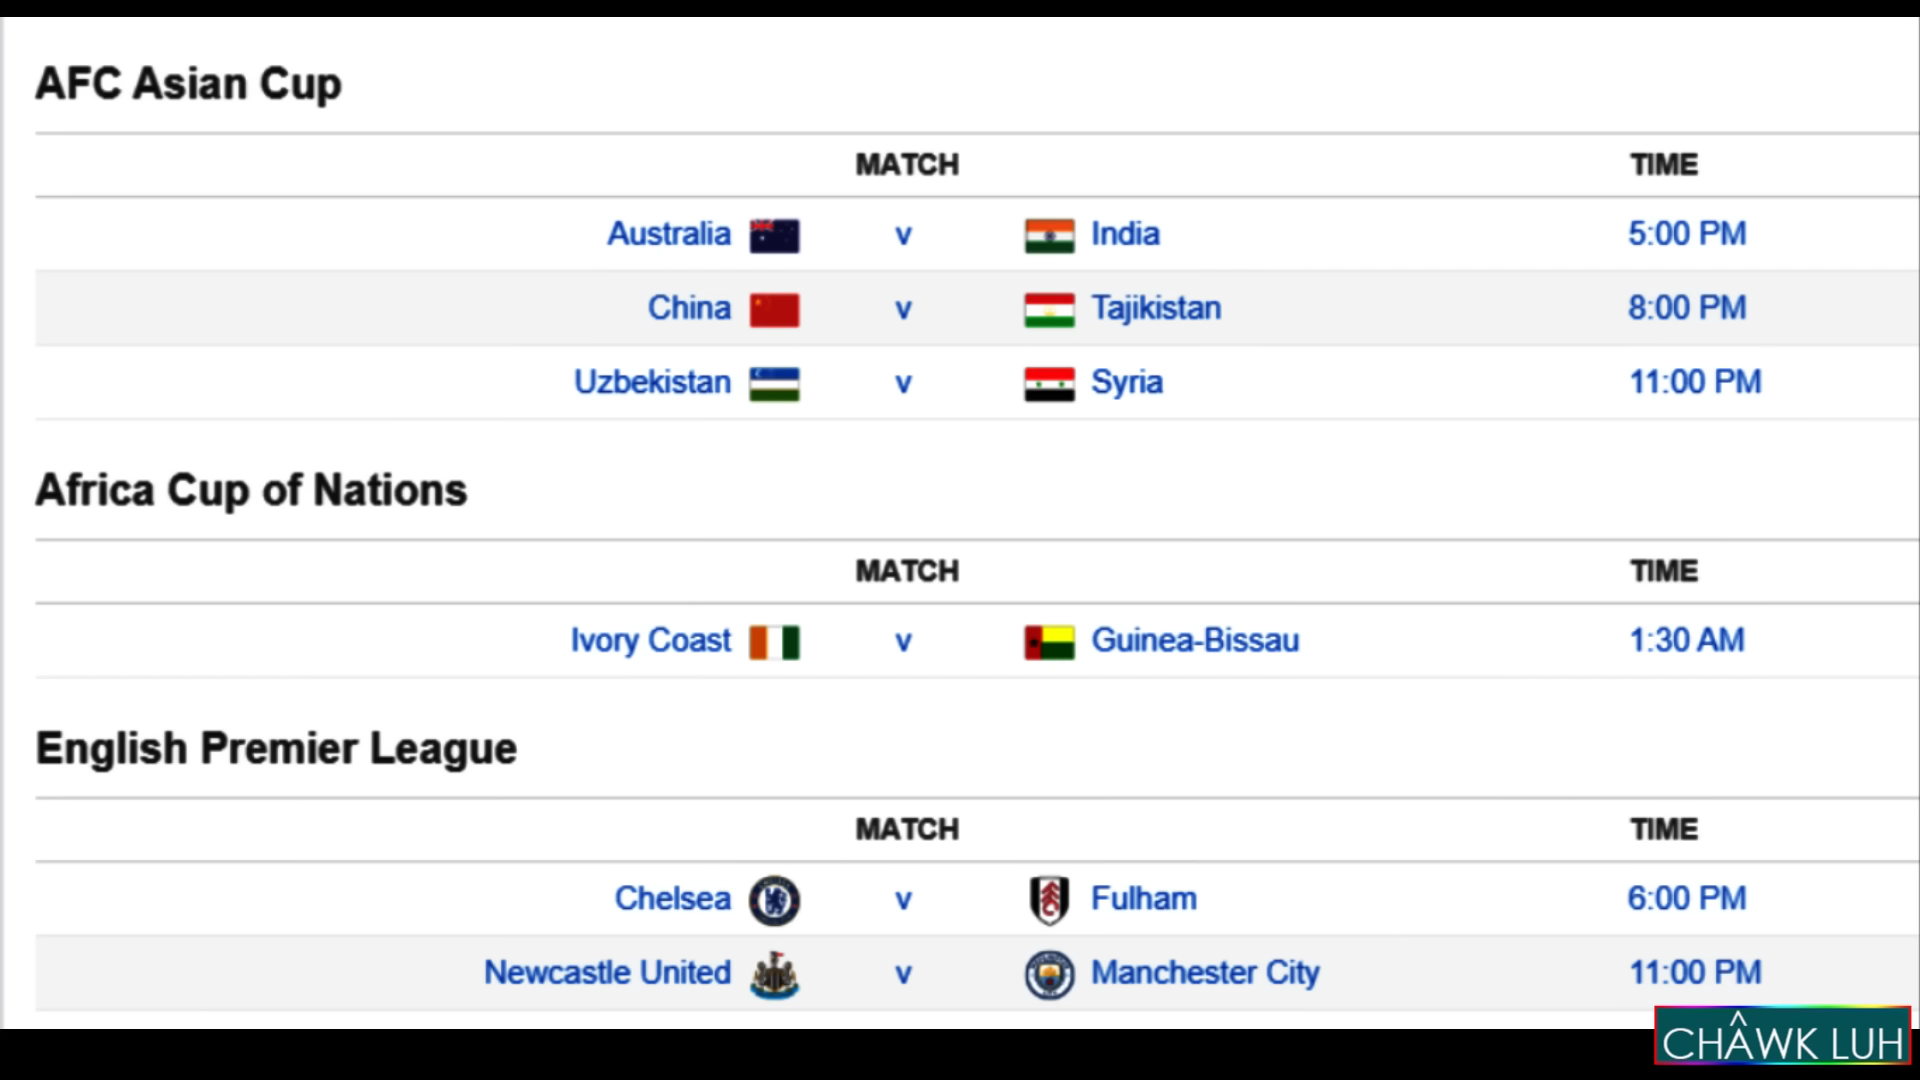 AFC Asian Cup
MATCH TIME
Australia v India 5:00 PM
China v Tajikistan 8:00 PM
Uzbekistan v Syria 11:00 PM
Africa Cup of Nations
MATCH TIME
Ivory Coast v Guinea-Bissau 1:30 AM
English Premier League
MATCH TIME
Chelsea v Fulham 6:00 PM
Newcastle United v Manchester City 11:00 PM
CHÂWK LUH